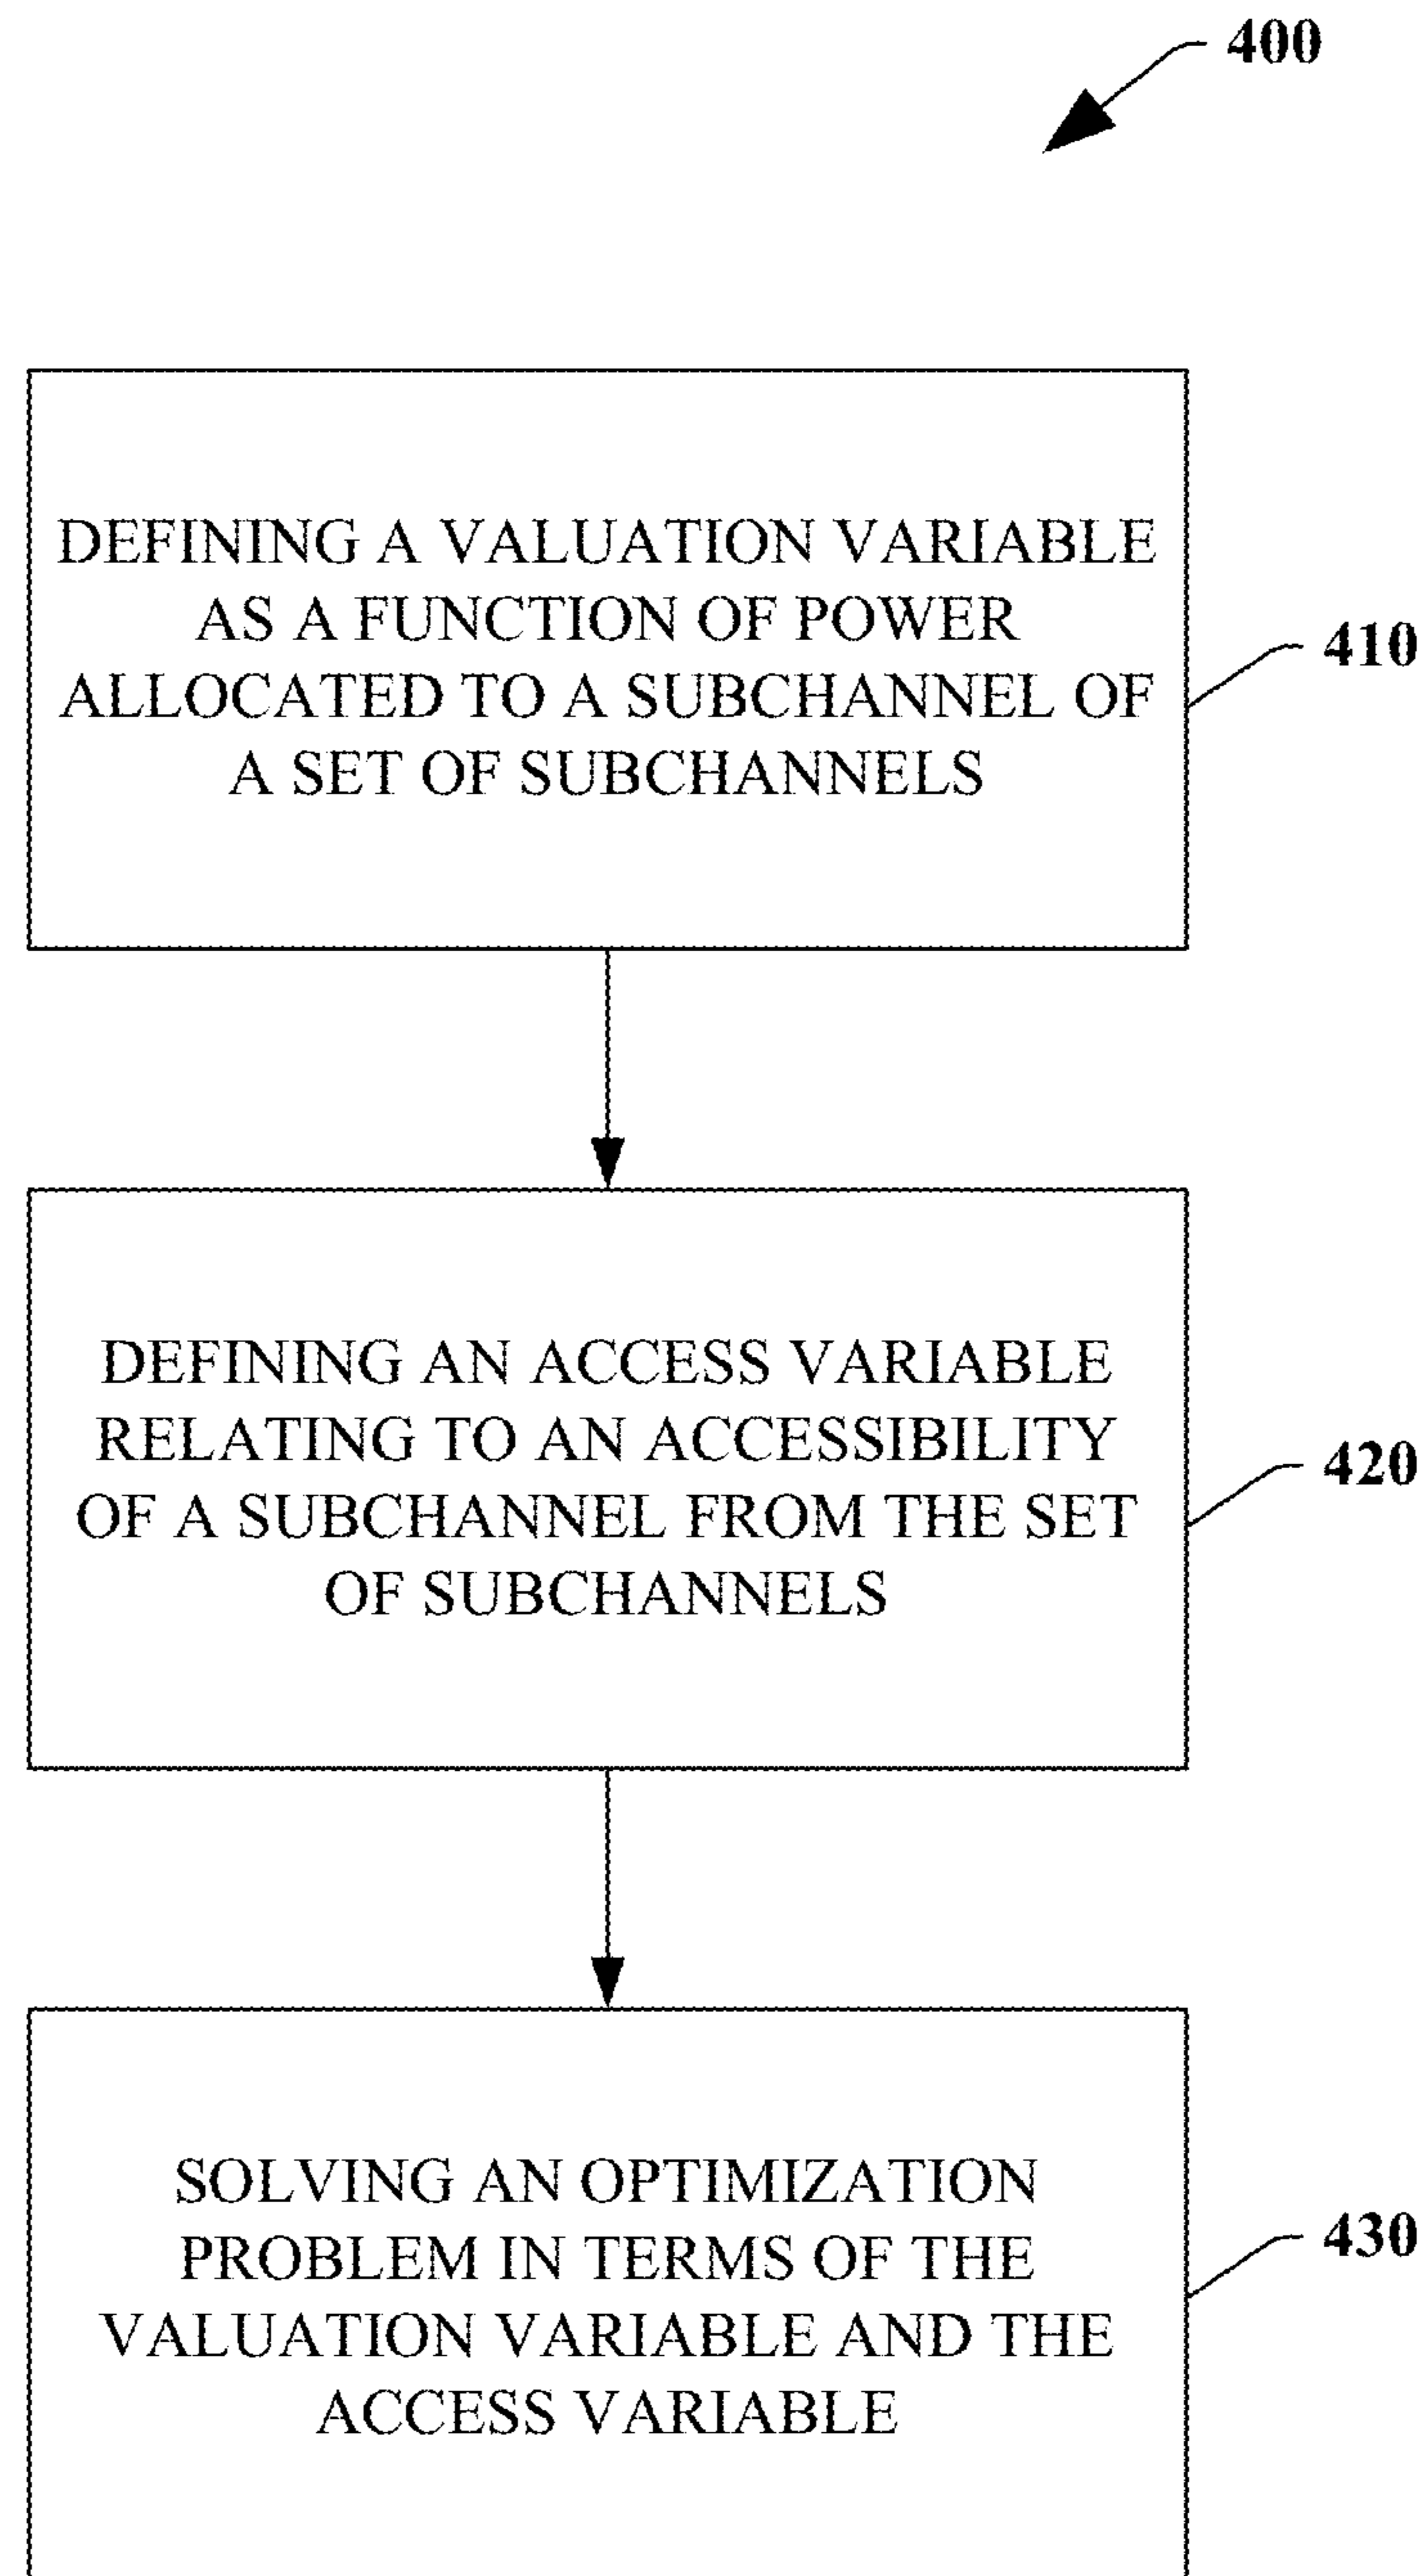 400
DEFINING A VALUATION VARIABLE
AS A FUNCTION OF POWER
ALLOCATED TO A SUBCHANNEL OF
A SET OF SUBCHANNELS
410
DEFINING AN ACCESS VARIABLE
RELATING TO AN ACCESSIBILITY
OF A SUBCHANNEL FROM THE SET
OF SUBCHANNELS
420
SOLVING AN OPTIMIZATION
PROBLEM IN TERMS OF THE
VALUATION VARIABLE AND THE
ACCESS VARIABLE
430